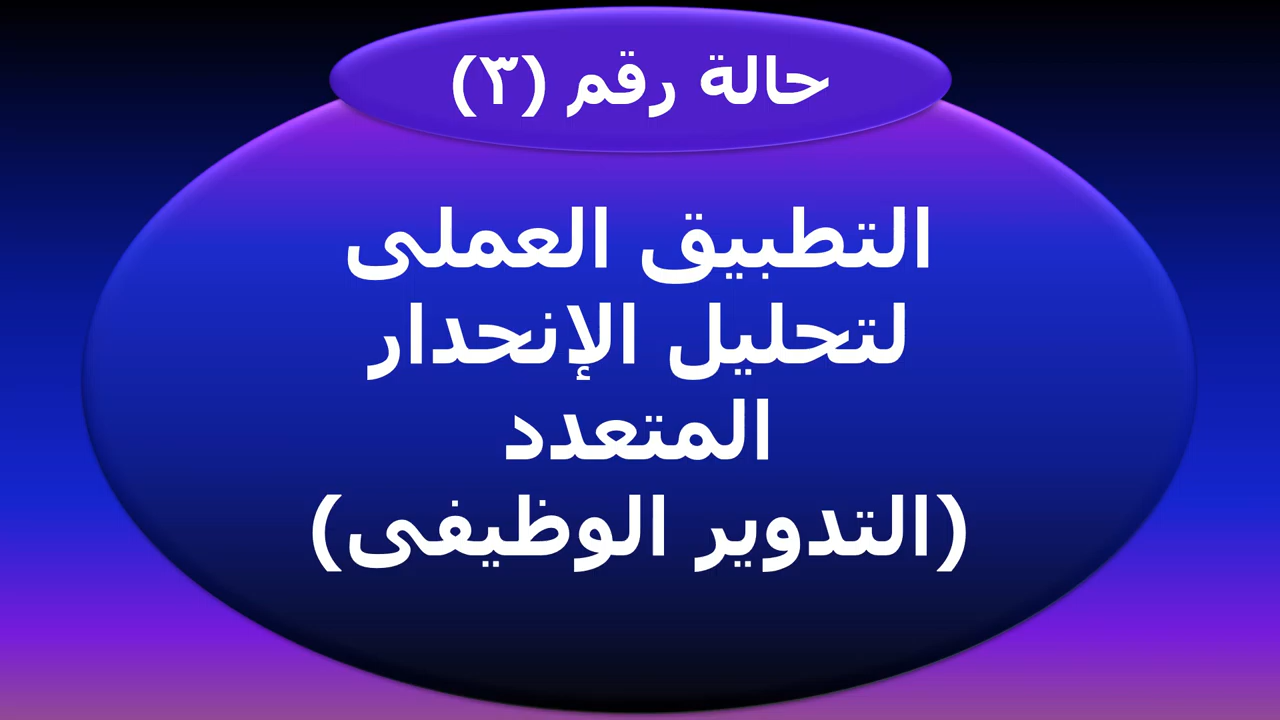 حالة رقم (٣)
التطبيق العملى
لتحليل الإنحدار
المتعدد
(التدوير الوظيفى)